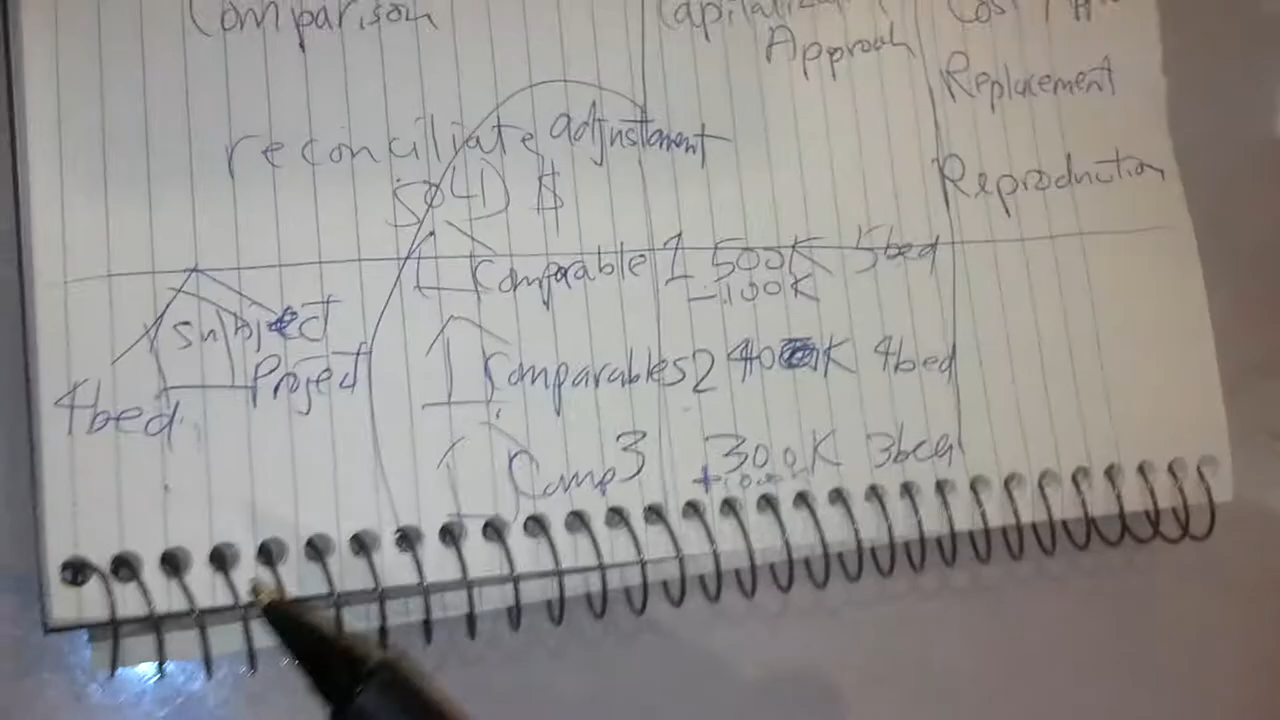 Comparison
Approach
Replacement
Reproduction
reconciliate adjustament
SOLD $
Comparable 1 500K 5bed
-100K
Subject
Project
4bed
Comparables 2 400K 4bed
Comp 3 300K 3bed